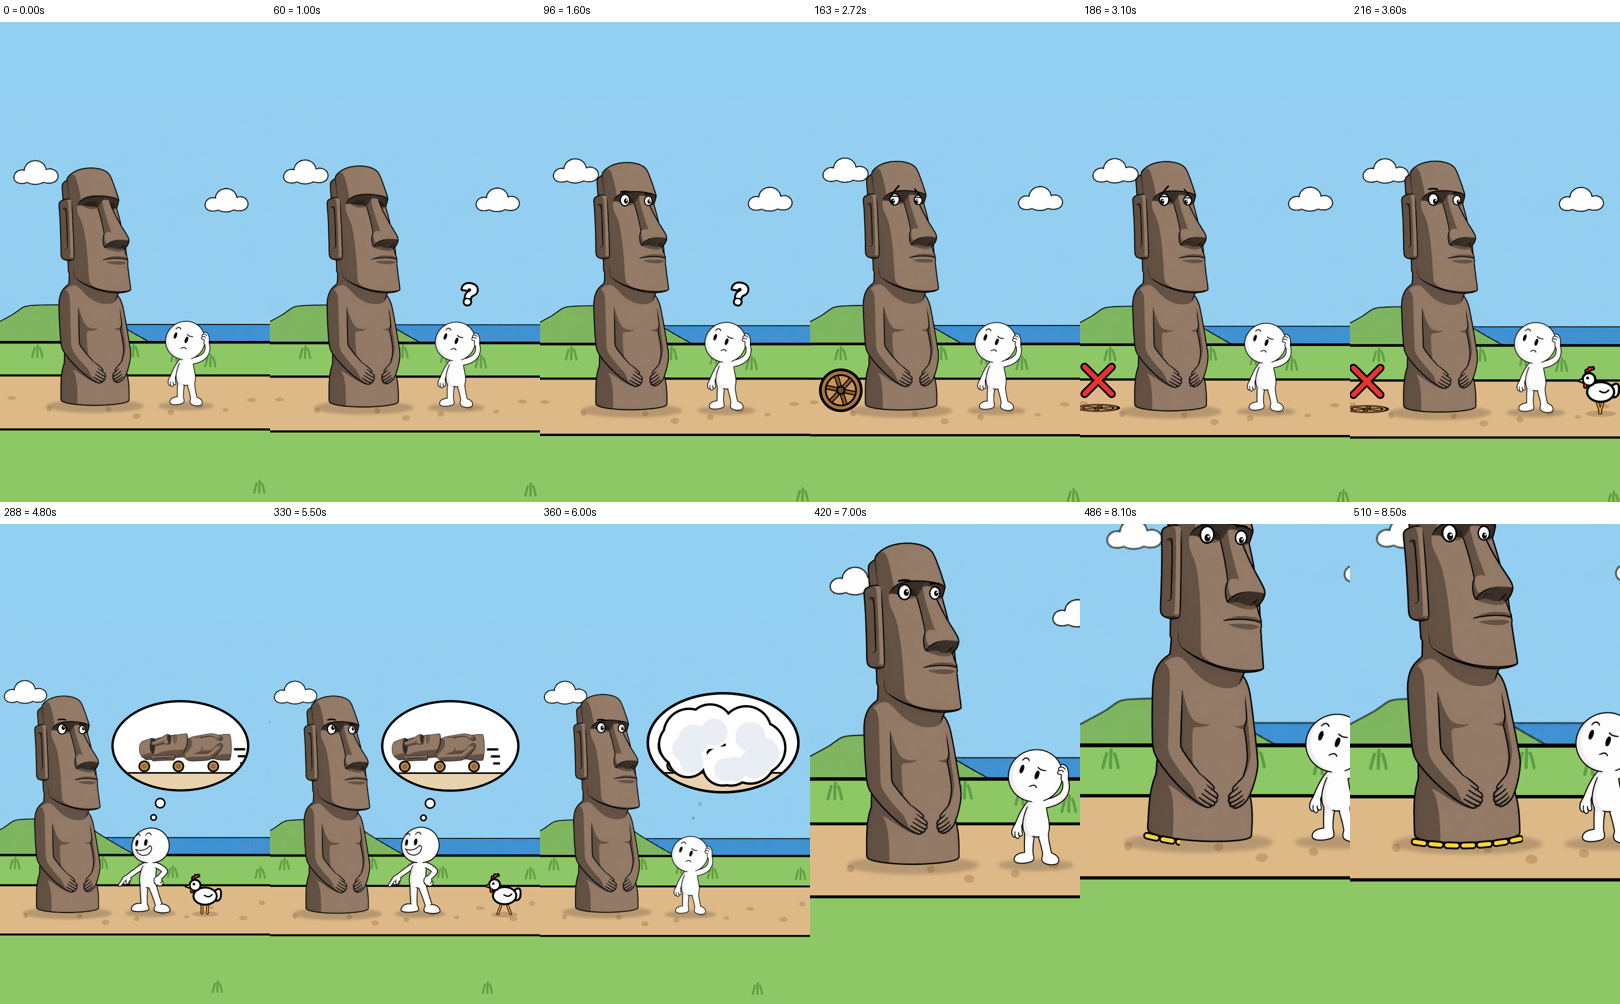 0 = 0.00s
60 = 1.00s
96 = 1.60s
163 = 2.72s
186 = 3.10s
216 = 3.60s
?
?
288 = 4.80s
330 = 5.50s
360 = 6.00s
420 = 7.00s
486 = 8.10s
510 = 8.50s